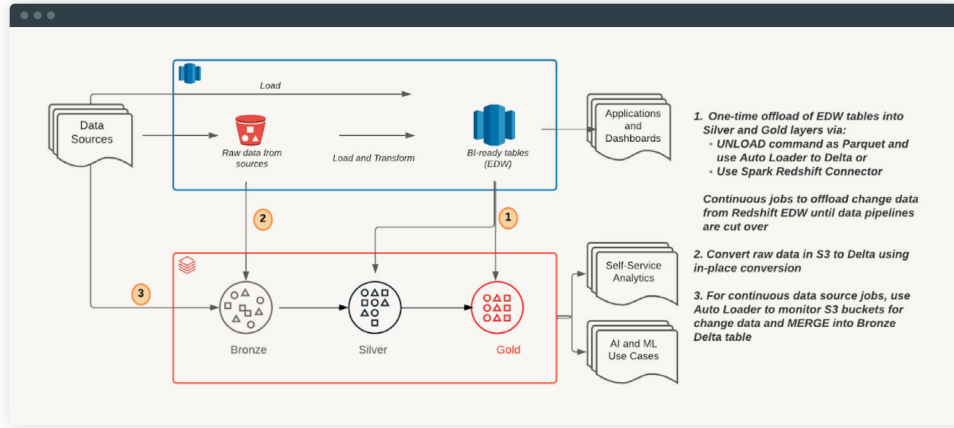 Load
Data
Sources
Raw data from
sources
Load and Transform
BI-ready tables
(EDW)
Applications
and
Dashboards
2
1
3
Bronze
Silver
Gold
Self-Service
Analytics
AI and ML
Use Cases
1. One-time offload of EDW tables into
Silver and Gold layers via:
◦ UNLOAD command as Parquet and
use Auto Loader to Delta or
◦ Use Spark Redshift Connector
Continuous jobs to offload change data
from Redshift EDW until data pipelines
are cut over
2. Convert raw data in S3 to Delta using
in-place conversion
3. For continuous data source jobs, use
Auto Loader to monitor S3 buckets for
change data and MERGE into Bronze
Delta table